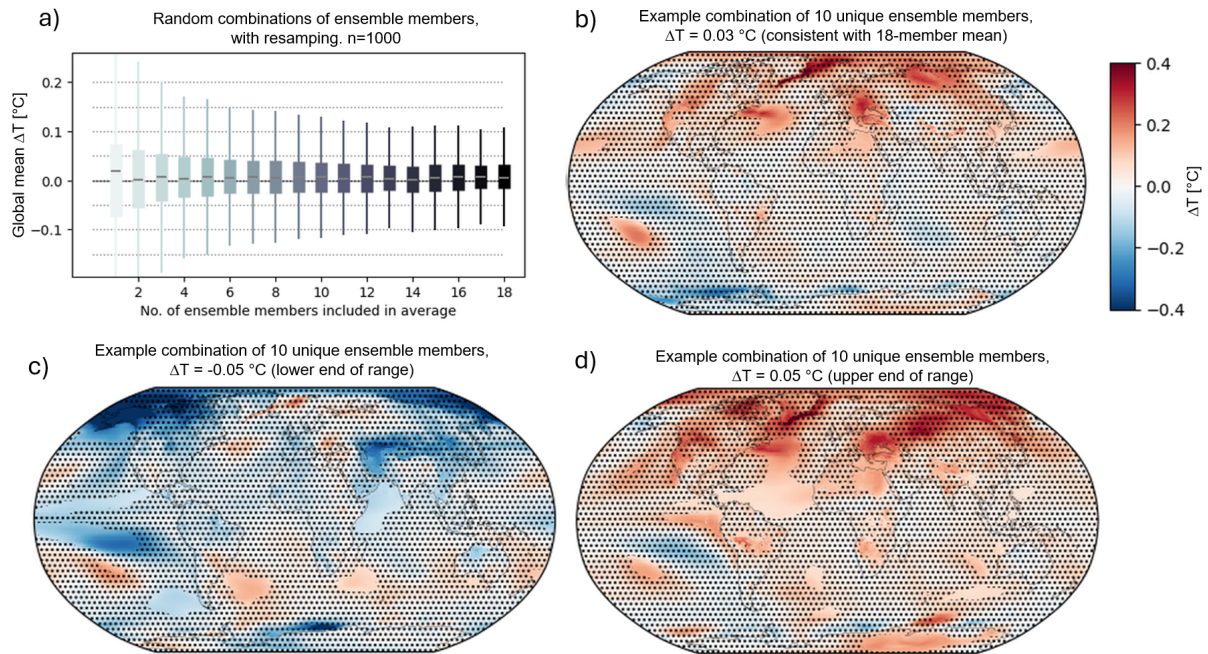 a)
Random combinations of ensemble members,
with resamping. n=1000
Global mean ΔT [°C]
0.2
0.1
0.0
−0.1
2 4 6 8 10 12 14 16 18
No. of ensemble members included in average
b)
Example combination of 10 unique ensemble members,
ΔT = 0.03 °C (consistent with 18-member mean)
0.4
0.2
0.0
−0.2
−0.4
ΔT [°C]
c)
Example combination of 10 unique ensemble members,
ΔT = -0.05 °C (lower end of range)
d)
Example combination of 10 unique ensemble members,
ΔT = 0.05 °C (upper end of range)